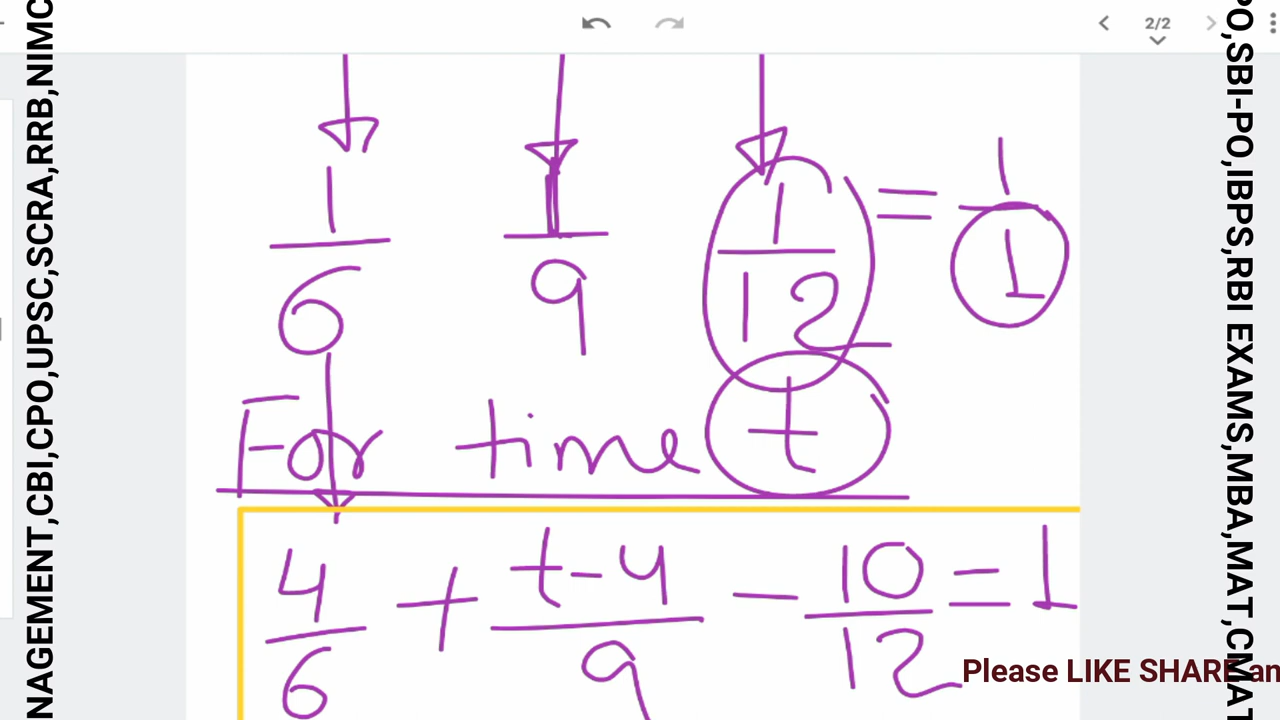 2/2
NAGEMENT,CBI,CPO,UPSC,SCRA,RRB,NIMC
1/6 1/9 1/12 = 1/1
For time t
4/6 + t-4/9 - 10/12 = 1
PO,SBI-PO,IBPS,RBI EXAMS,MBA,MAT,CMAT
Please LIKE SHARE an